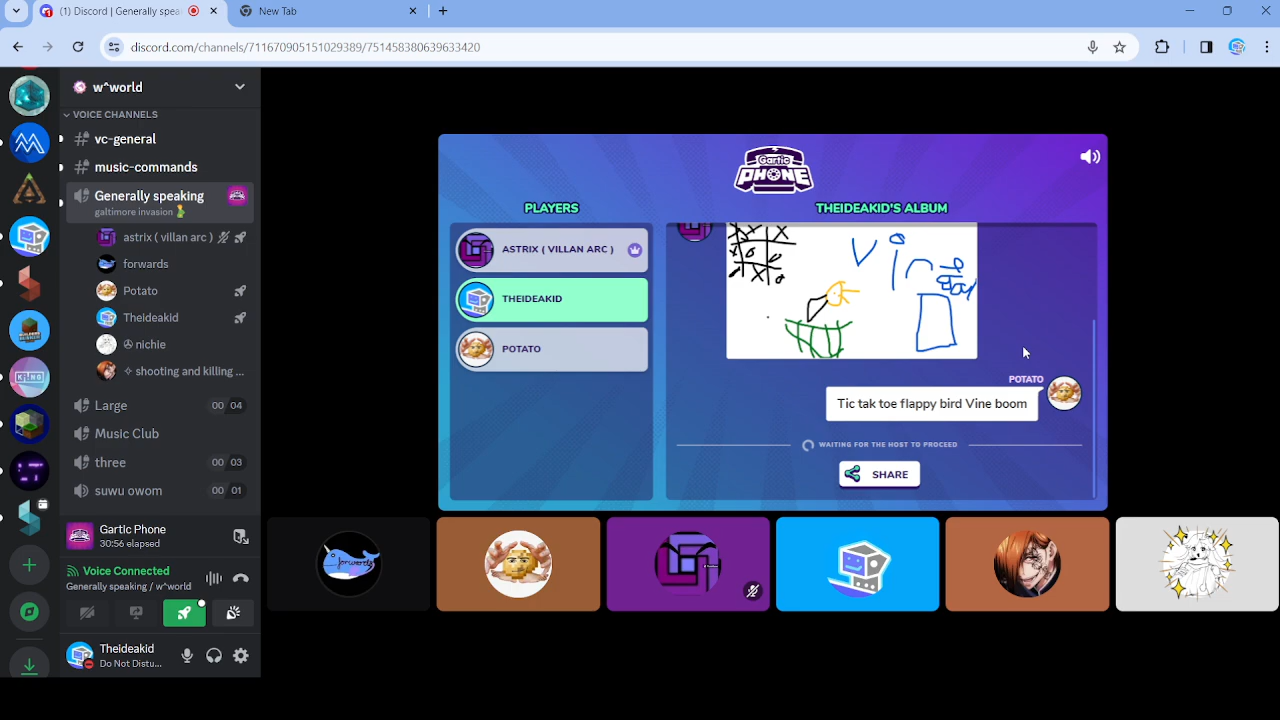 (1) Discord | Generally spea
New Tab
discord.com/channels/711670905151029389/751458380639633420
w^world
VOICE CHANNELS
vc-general
music-commands
Generally speaking
galtimore invasion
astrix ( villan arc )
forwards
Potato
Theideakid
nichie
shooting and killing ...
Large
00 04
Music Club
three
00 03
suwu owom
00 01
Gartic Phone
30:56 elapsed
Voice Connected
Generally speaking / w^world
Theideakid
Do Not Distu...
KING
Gartic
PHONE
PLAYERS
ASTRIX ( VILLAN ARC )
THEIDEAKID
POTATO
THEIDEAKID'S ALBUM
POTATO
Tic tak toe flappy bird Vine boom
WAITING FOR THE HOST TO PROCEED
SHARE
forwards